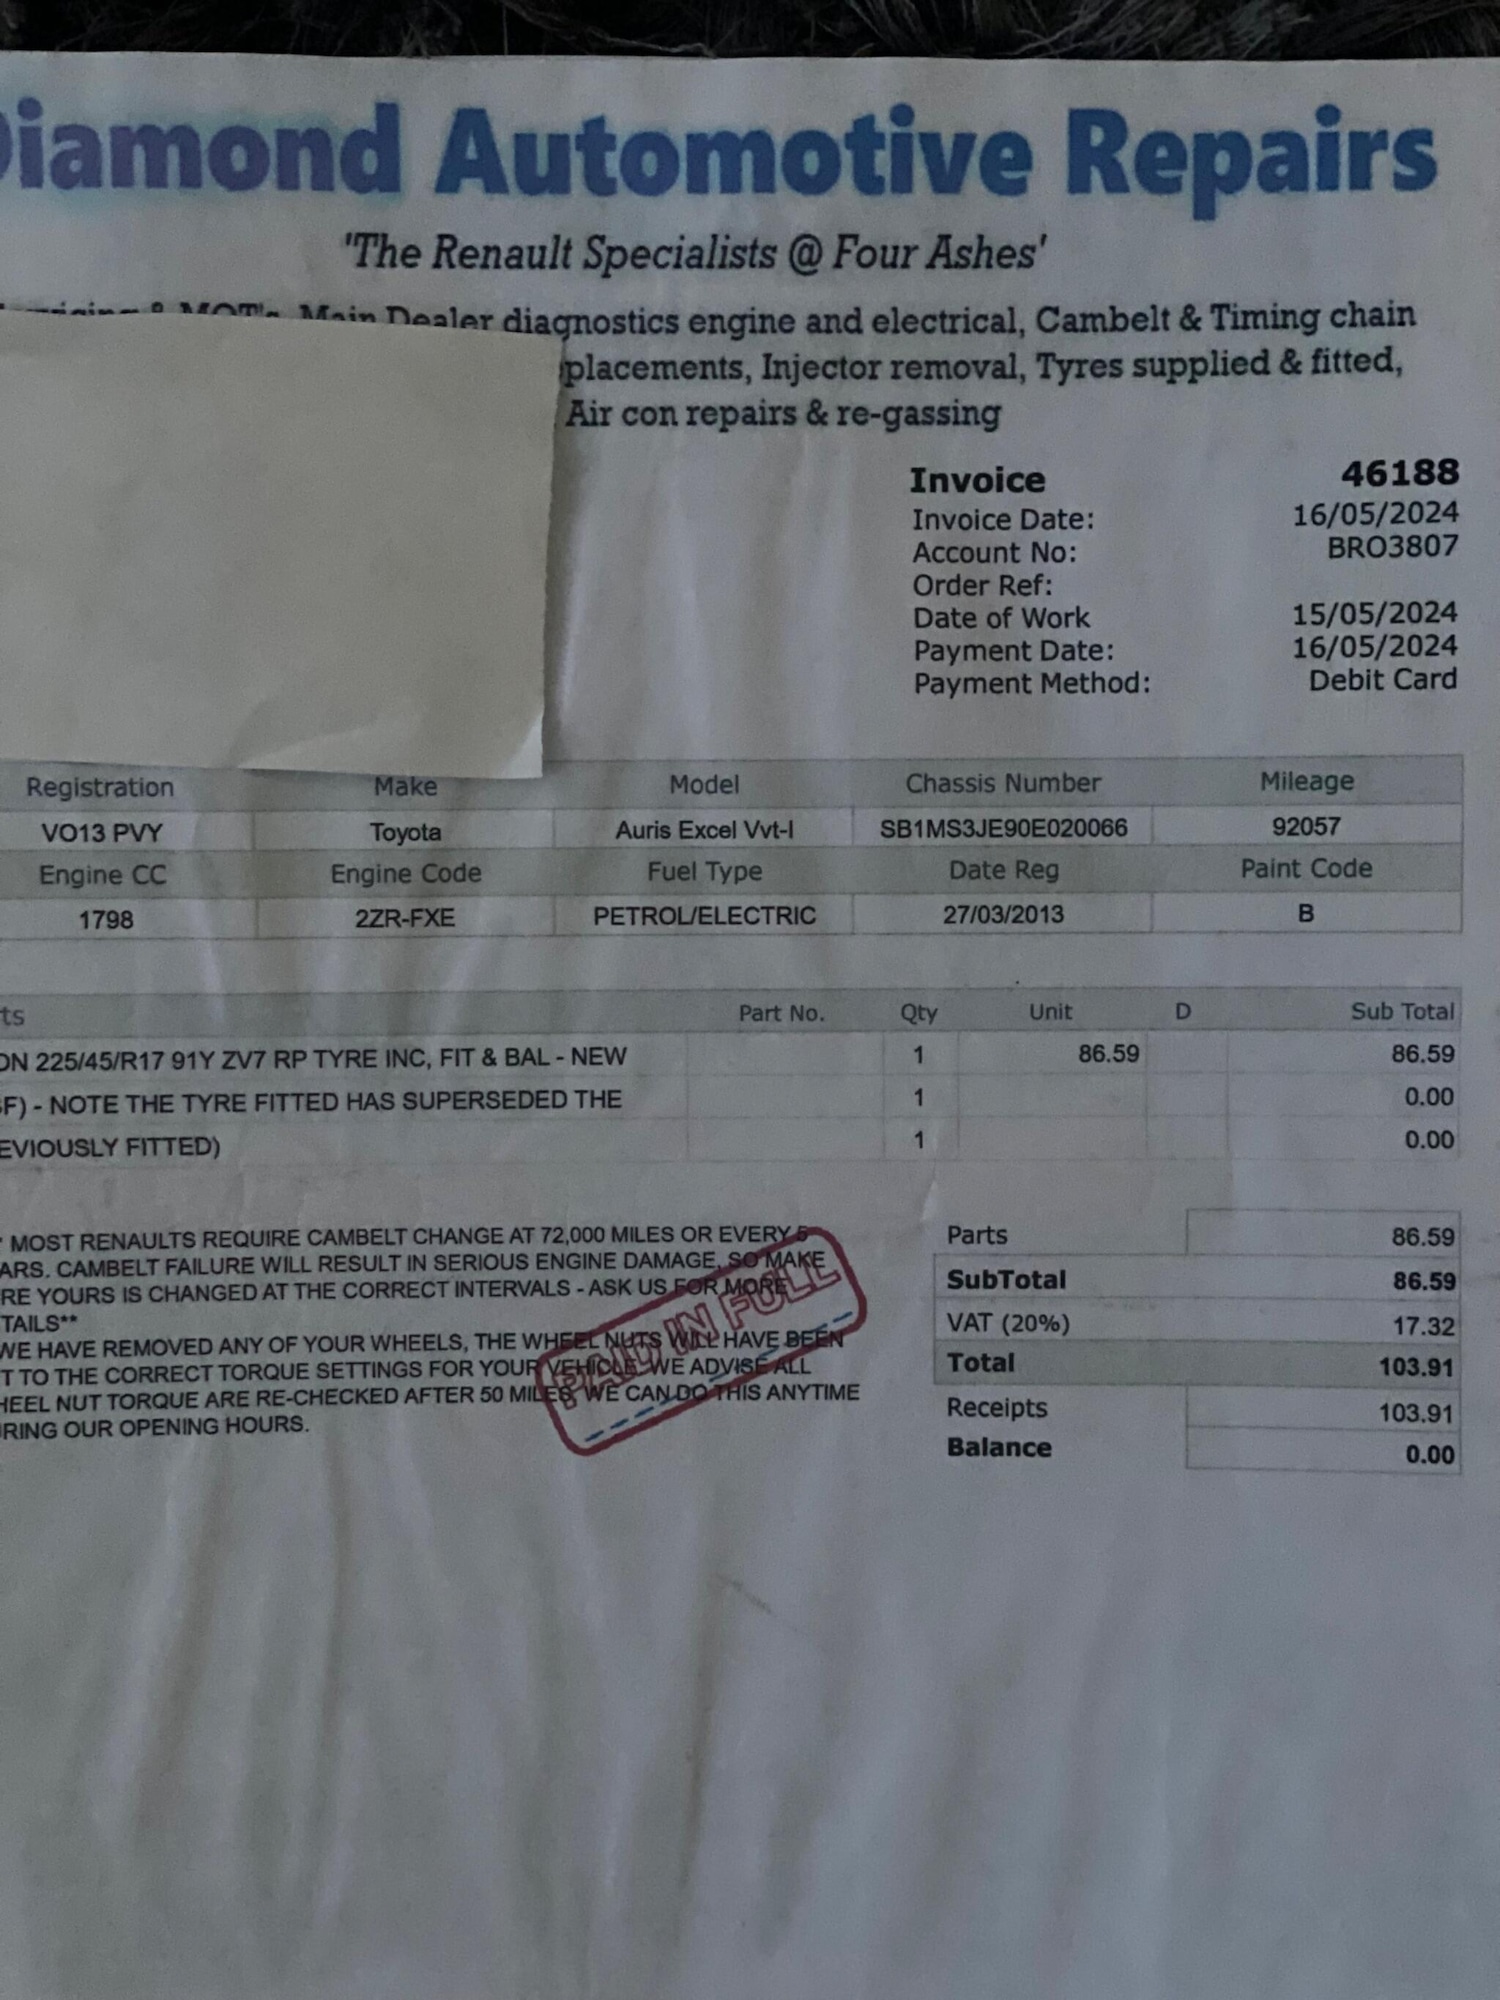 Diamond Automotive Repairs
'The Renault Specialists @ Four Ashes'
& MOT's, Main Dealer diagnostics engine and electrical, Cambelt & Timing chain
placements, Injector removal, Tyres supplied & fitted,
Air con repairs & re-gassing
Invoice 46188
Invoice Date: 16/05/2024
Account No: BRO3807
Order Ref:
Date of Work 15/05/2024
Payment Date: 16/05/2024
Payment Method: Debit Card
Registration Make Model Chassis Number Mileage
VO13 PVY Toyota Auris Excel Vvt-I SB1MS3JE90E020066 92057
Engine CC Engine Code Fuel Type Date Reg Paint Code
1798 2ZR-FXE PETROL/ELECTRIC 27/03/2013 B
ts Part No. Qty Unit D Sub Total
ON 225/45/R17 91Y ZV7 RP TYRE INC, FIT & BAL - NEW 1 86.59 86.59
F) - NOTE THE TYRE FITTED HAS SUPERSEDED THE 1 0.00
EVIOUSLY FITTED) 1 0.00
* MOST RENAULTS REQUIRE CAMBELT CHANGE AT 72,000 MILES OR EVERY 5
ARS. CAMBELT FAILURE WILL RESULT IN SERIOUS ENGINE DAMAGE, SO MAKE
RE YOURS IS CHANGED AT THE CORRECT INTERVALS - ASK US FOR MORE
TAILS**
WE HAVE REMOVED ANY OF YOUR WHEELS, THE WHEEL NUTS WILL HAVE BEEN
T TO THE CORRECT TORQUE SETTINGS FOR YOUR VEHICLE. WE ADVISE ALL
HEEL NUT TORQUE ARE RE-CHECKED AFTER 50 MILES. WE CAN DO THIS ANYTIME
RING OUR OPENING HOURS.
PAID IN FULL
Parts 86.59
SubTotal 86.59
VAT (20%) 17.32
Total 103.91
Receipts 103.91
Balance 0.00